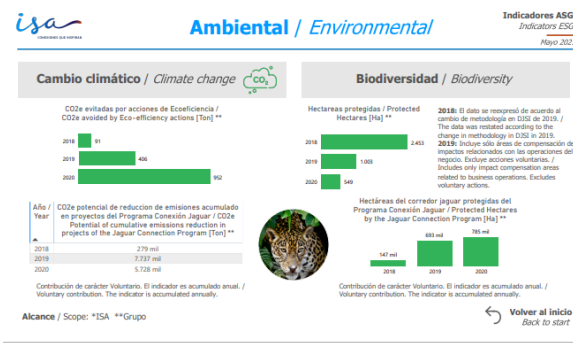 isa
CONEXIONES QUE INSPIRAN
Ambiental / Environmental
Indicadores ASG
Indicators ESG
Mayo 202
Cambio climático / Climate change
CO₂
CO2e evitadas por acciones de Ecoeficiencia /
CO2e avoided by Eco-efficiency actions [Ton] **
2018 91
2019 406
2020 952
Año / Year
CO2e potencial de reduccion de emisiones acumulado
en proyectos del Programa Conexión Jaguar / CO2e
Potential of cumulative emissions reduction in
projects of the Jaguar Connection Program [Ton] **
2018 279 mil
2019 7.737 mil
2020 5.728 mil
Contribución de carácter Voluntario. El indicador es acumulado anual. /
Voluntary contribution. The indicator is accumulated annually.
Alcance / Scope: *ISA **Grupo
Biodiversidad / Biodiversity
Hectareas protegidas / Protected
Hectares [Ha] **
2018 2.453
2019 1.003
2020 549
2018: El dato se reexpresó de acuerdo al
cambio de metodología en DJSI de 2019. /
The data was restated according to the
change in methodology in DJSI in 2019.
2019: Incluye sólo áreas de compensación de
impactos relacionados con las operaciones del
negocio. Excluye acciones voluntarias. /
Includes only impact compensation areas
related to business operations. Excludes
voluntary actions.
Hectáreas del corredor jaguar protegidas del
Programa Conexión Jaguar / Protected Hectares
by the Jaguar Connection Program [Ha] **
147 mil 693 mil 785 mil
2018 2019 2020
Contribución de carácter Voluntario. El indicador es acumulado anual. /
Voluntary contribution. The indicator is accumulated annually.
Volver al inicio
Back to start